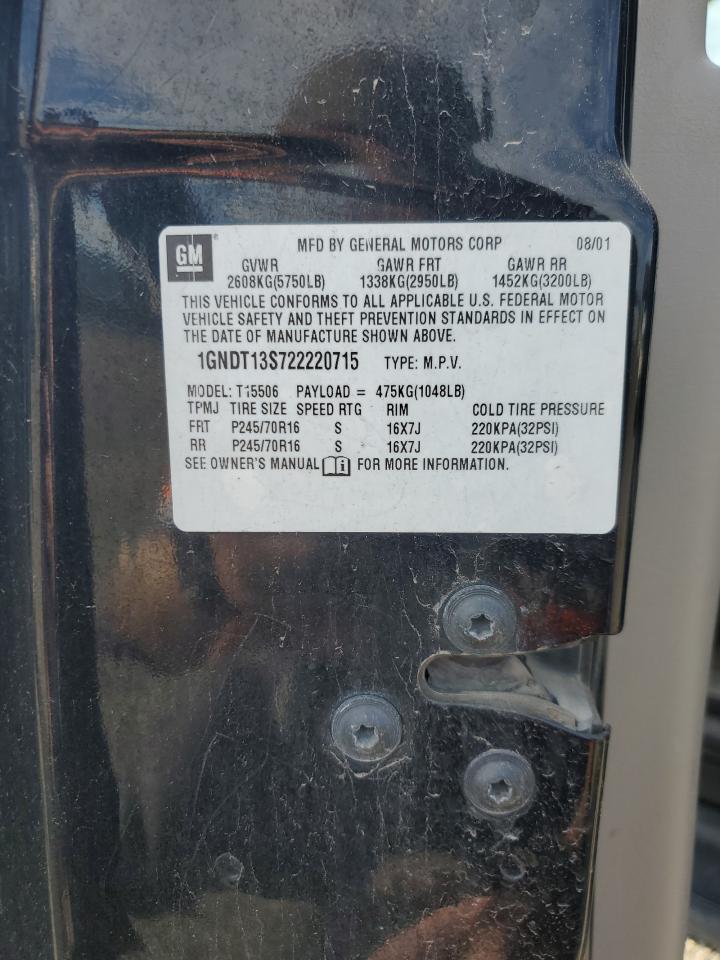 GM MFD BY GENERAL MOTORS CORP 08/01
GVWR GAWR FRT GAWR RR
2608KG(5750LB) 1338KG(2950LB) 1452KG(3200LB)
THIS VEHICLE CONFORMS TO ALL APPLICABLE U.S. FEDERAL MOTOR
VEHICLE SAFETY AND THEFT PREVENTION STANDARDS IN EFFECT ON
THE DATE OF MANUFACTURE SHOWN ABOVE.
1GNDT13S722220715 TYPE: M.P.V.
MODEL: T15506 PAYLOAD = 475KG(1048LB)
TPMJ TIRE SIZE SPEED RTG RIM COLD TIRE PRESSURE
FRT P245/70R16 S 16X7J 220KPA(32PSI)
RR P245/70R16 S 16X7J 220KPA(32PSI)
SEE OWNER'S MANUAL i FOR MORE INFORMATION.